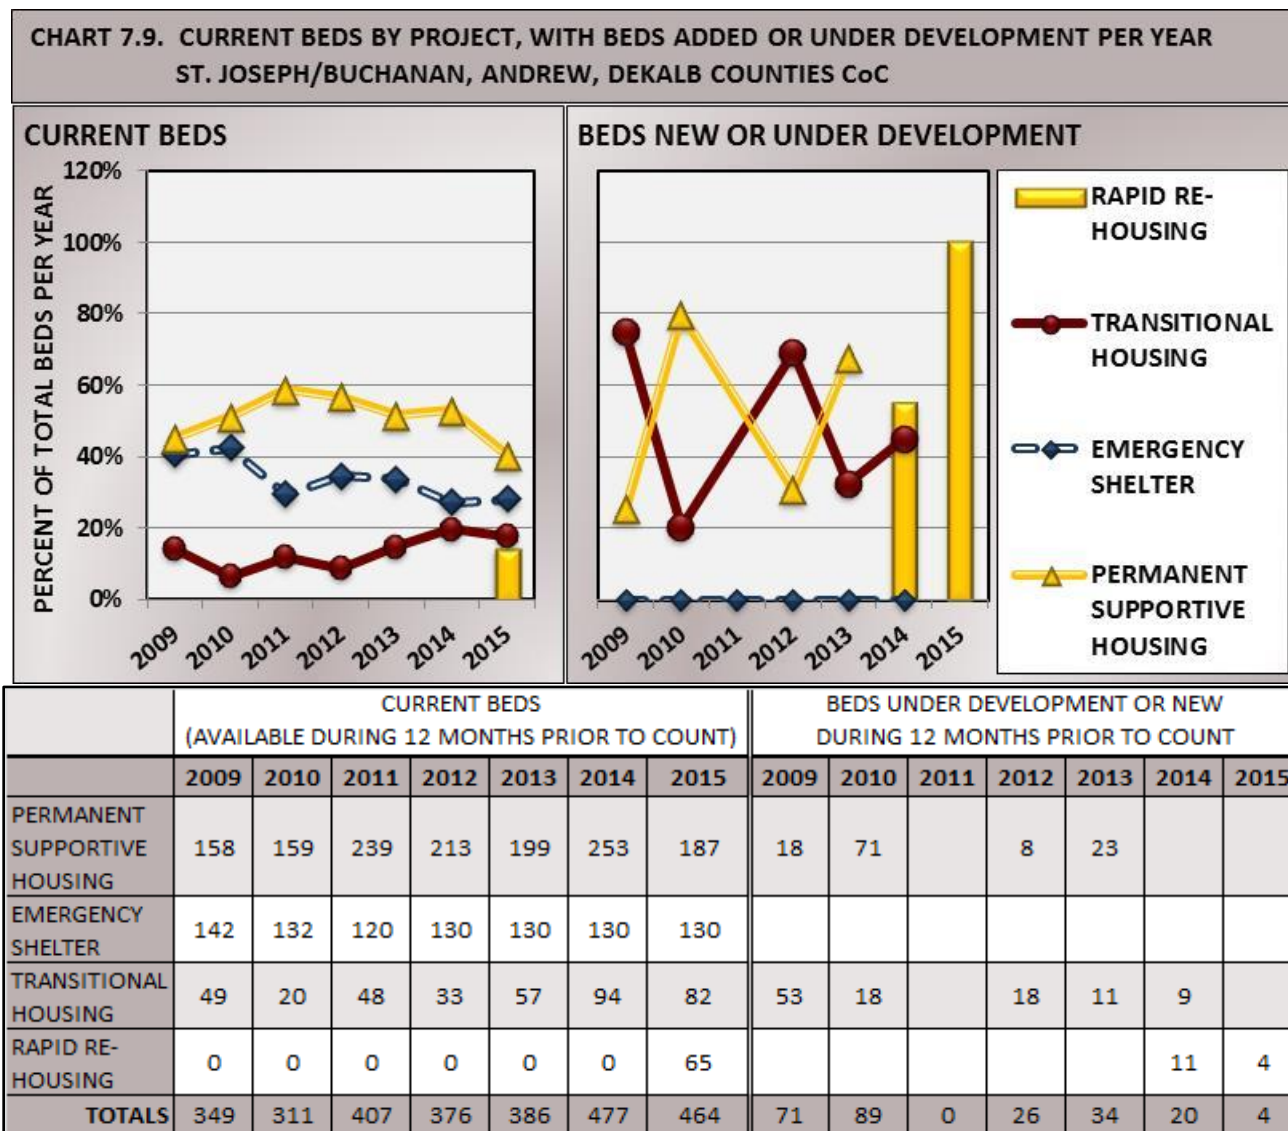 CHART 7.9. CURRENT BEDS BY PROJECT, WITH BEDS ADDED OR UNDER DEVELOPMENT PER YEAR
ST. JOSEPH/BUCHANAN, ANDREW, DEKALB COUNTIES CoC
CURRENT BEDS
PERCENT OF TOTAL BEDS PER YEAR
120%
100%
80%
60%
40%
20%
0%
2009 2010 2011 2012 2013 2014 2015
BEDS NEW OR UNDER DEVELOPMENT
2009 2010 2011 2012 2013 2014 2015
RAPID RE-
HOUSING
TRANSITIONAL
HOUSING
EMERGENCY
SHELTER
PERMANENT
SUPPORTIVE
HOUSING
CURRENT BEDS
(AVAILABLE DURING 12 MONTHS PRIOR TO COUNT)
BEDS UNDER DEVELOPMENT OR NEW
DURING 12 MONTHS PRIOR TO COUNT
2009 2010 2011 2012 2013 2014 2015 2009 2010 2011 2012 2013 2014 2015
PERMANENT
SUPPORTIVE
HOUSING
158 159 239 213 199 253 187 18 71 8 23
EMERGENCY
SHELTER
142 132 120 130 130 130 130
TRANSITIONAL
HOUSING
49 20 48 33 57 94 82 53 18 18 11 9
RAPID RE-
HOUSING
0 0 0 0 0 0 65 11 4
TOTALS 349 311 407 376 386 477 464 71 89 0 26 34 20 4